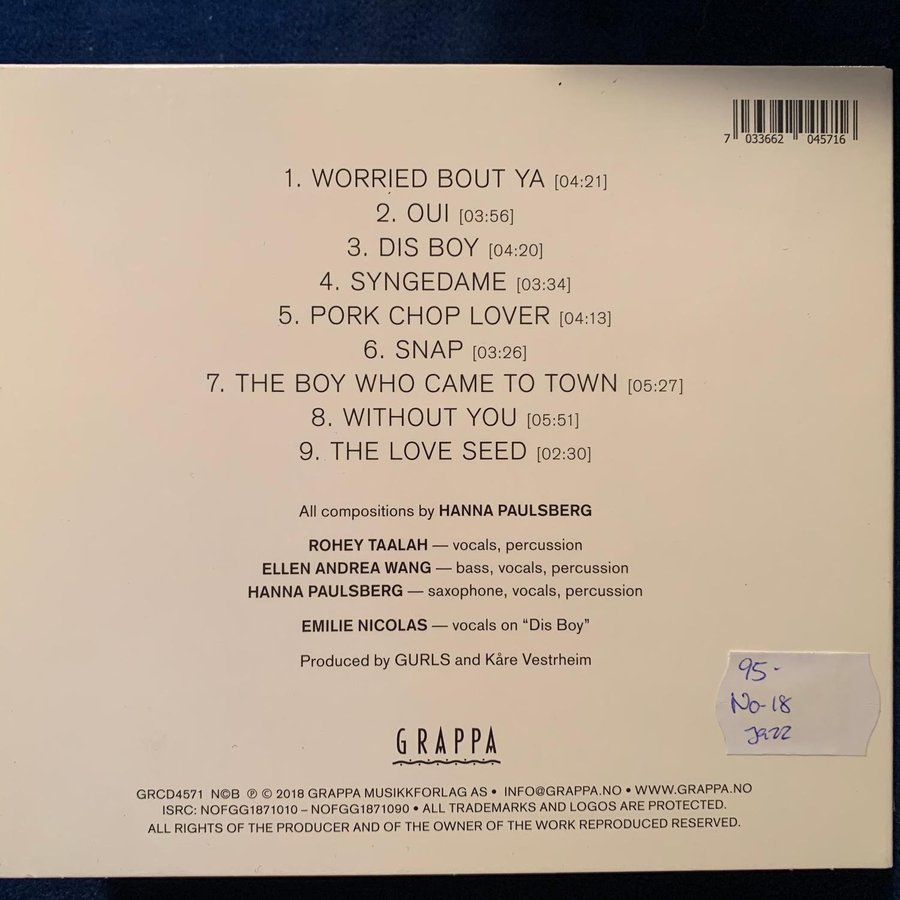 7 033662 045716
1. WORRIED BOUT YA [04:21]
2. OUI [03:56]
3. DIS BOY [04:20]
4. SYNGEDAME [03:34]
5. PORK CHOP LOVER [04:13]
6. SNAP [03:26]
7. THE BOY WHO CAME TO TOWN [05:27]
8. WITHOUT YOU [05:51]
9. THE LOVE SEED [02:30]
All compositions by HANNA PAULSBERG
ROHEY TAALAH — vocals, percussion
ELLEN ANDREA WANG — bass, vocals, percussion
HANNA PAULSBERG — saxophone, vocals, percussion
EMILIE NICOLAS — vocals on “Dis Boy”
Produced by GURLS and Kåre Vestrheim
95-
No-18
Jazz
GRAPPA
GRCD4571 N©B ℗ © 2018 GRAPPA MUSIKKFORLAG AS • INFO@GRAPPA.NO • WWW.GRAPPA.NO
ISRC: NOFGG1871010 – NOFGG1871090 • ALL TRADEMARKS AND LOGOS ARE PROTECTED.
ALL RIGHTS OF THE PRODUCER AND OF THE OWNER OF THE WORK REPRODUCED RESERVED.